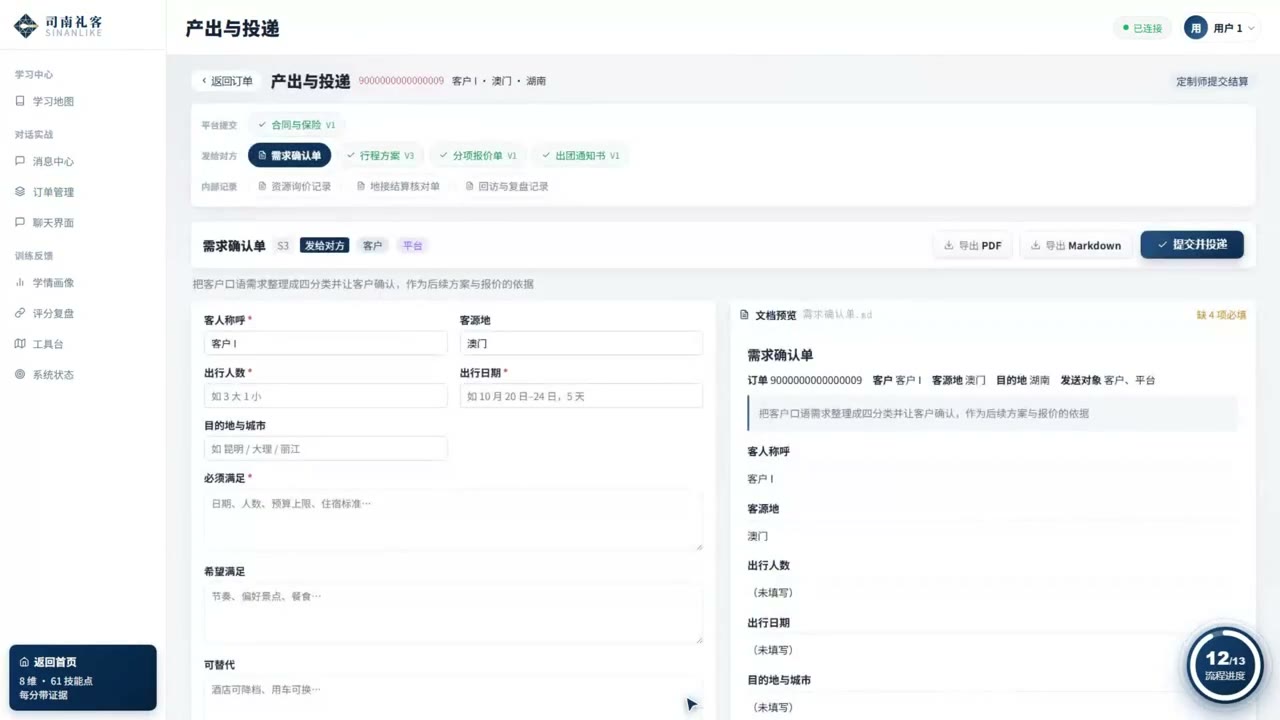 司南礼客
SINANLIKE
产出与投递
已连接
用 用户 1
学习中心
学习地图
对话实战
消息中心
订单管理
聊天界面
训练反馈
学情画像
评分复盘
工具台
系统状态
返回首页
8 维 · 61 技能点
每分带证据
返回订单 产出与投递 9000000000000009 客户 I · 澳门 · 湖南 定制师提交结算
平台提交 合同与保险 V1
发给对方 需求确认单 行程方案 V3 分项报价单 V1 出团通知书 V1
内部记录 资源询价记录 地接结算核对单 回访与复盘记录
需求确认单 S3 发给对方 客户 平台 导出 PDF 导出 Markdown 提交并投递
把客户口语需求整理成四分类并让客户确认，作为后续方案与报价的依据
客人称呼 * 客源地
客户 I 澳门
出行人数 * 出行日期 *
如 3 大 1 小 如 10 月 20 日–24 日，5 天
目的地与城市
如 昆明 / 大理 / 丽江
必须满足 *
日期、人数、预算上限、住宿标准…
希望满足
节奏、偏好景点、餐食…
可替代
酒店可降档、用车可换…
文档预览 需求确认单.md 缺 4 项必填
需求确认单
订单 9000000000000009 客户 客户 I 客源地 澳门 目的地 湖南 发送对象 客户、平台
把客户口语需求整理成四分类并让客户确认，作为后续方案与报价的依据
客人称呼
客户 I
客源地
澳门
出行人数
（未填写）
出行日期
（未填写）
目的地与城市
（未填写）
12/13
流程进度